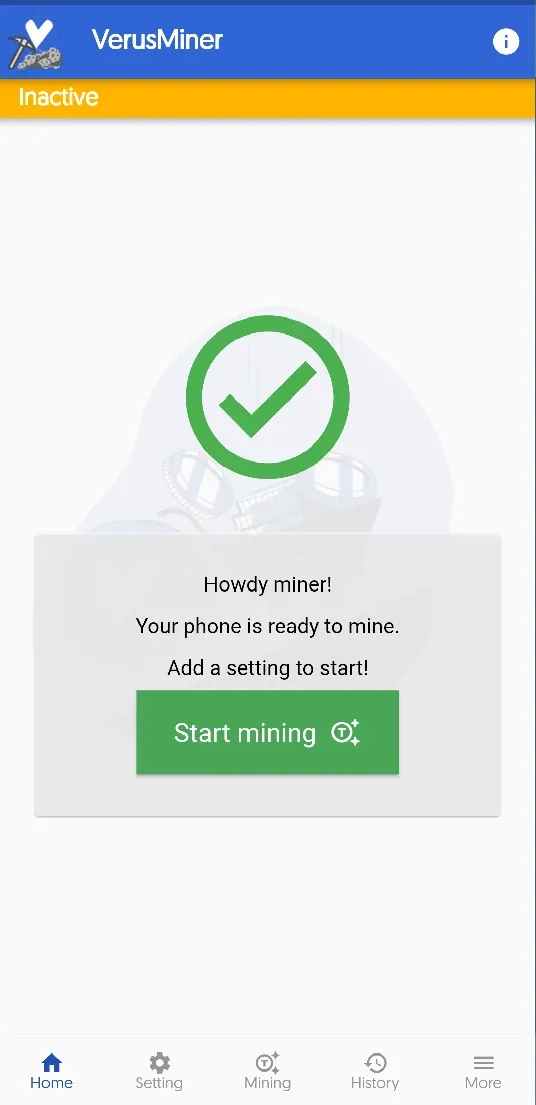 VerusMiner
Inactive
Howdy miner!
Your phone is ready to mine.
Add a setting to start!
Start mining
Home
Setting
Mining
History
More